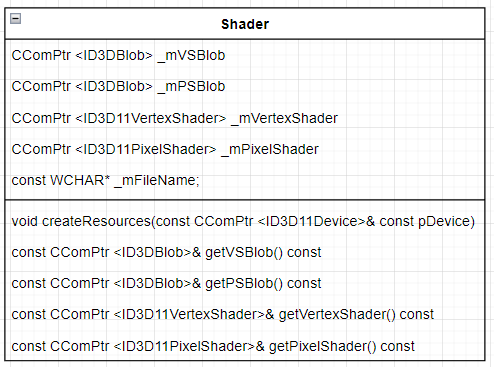 Shader
CComPtr <ID3DBlob> _mVSBlob
CComPtr <ID3DBlob> _mPSBlob
CComPtr <ID3D11VertexShader> _mVertexShader
CComPtr <ID3D11PixelShader> _mPixelShader
const WCHAR* _mFileName;
void createResources(const CComPtr <ID3D11Device>& const pDevice)
const CComPtr <ID3DBlob>& getVSBlob() const
const CComPtr <ID3DBlob>& getPSBlob() const
const CComPtr <ID3D11VertexShader>& getVertexShader() const
const CComPtr <ID3D11PixelShader>& getPixelShader() const